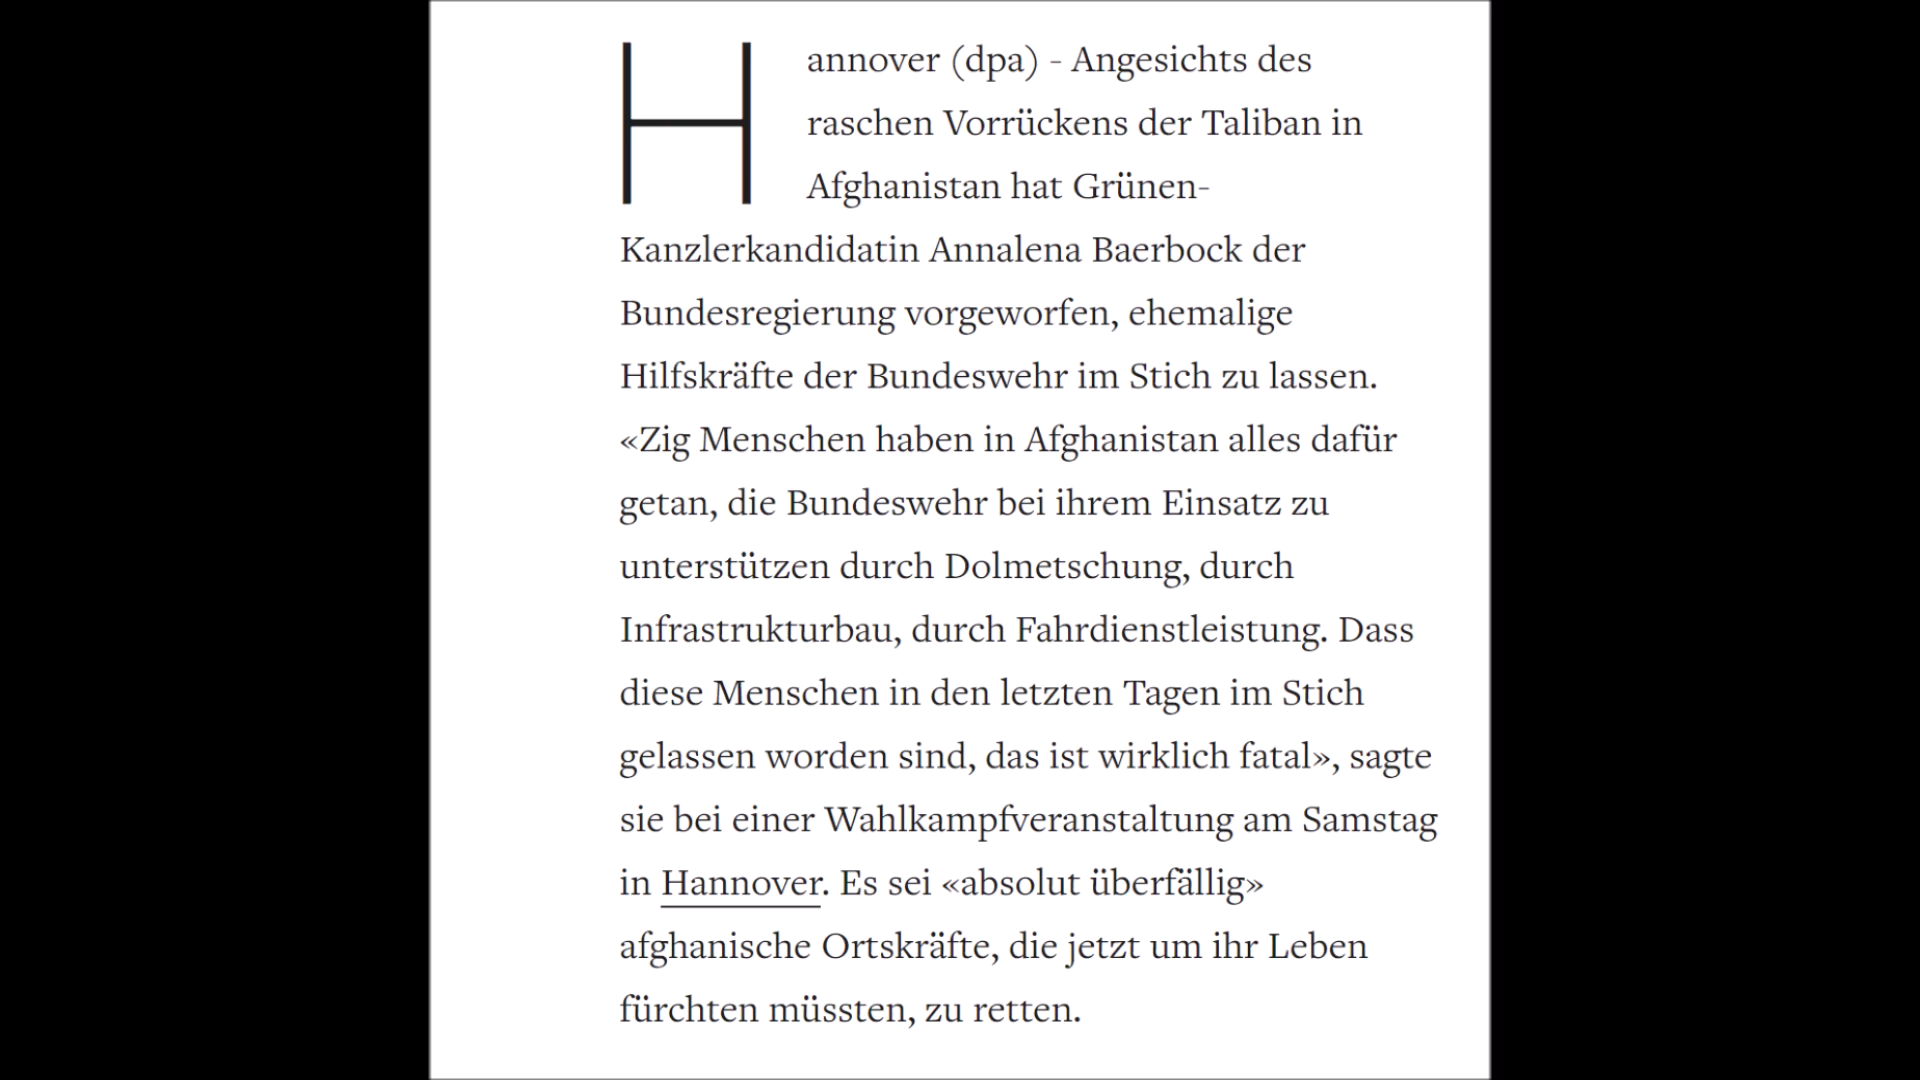 Hannover (dpa) - Angesichts des
raschen Vorrückens der Taliban in
Afghanistan hat Grünen-
Kanzlerkandidatin Annalena Baerbock der
Bundesregierung vorgeworfen, ehemalige
Hilfskräfte der Bundeswehr im Stich zu lassen.
«Zig Menschen haben in Afghanistan alles dafür
getan, die Bundeswehr bei ihrem Einsatz zu
unterstützen durch Dolmetschung, durch
Infrastrukturbau, durch Fahrdienstleistung. Dass
diese Menschen in den letzten Tagen im Stich
gelassen worden sind, das ist wirklich fatal», sagte
sie bei einer Wahlkampfveranstaltung am Samstag
in Hannover. Es sei «absolut überfällig»
afghanische Ortskräfte, die jetzt um ihr Leben
fürchten müssten, zu retten.